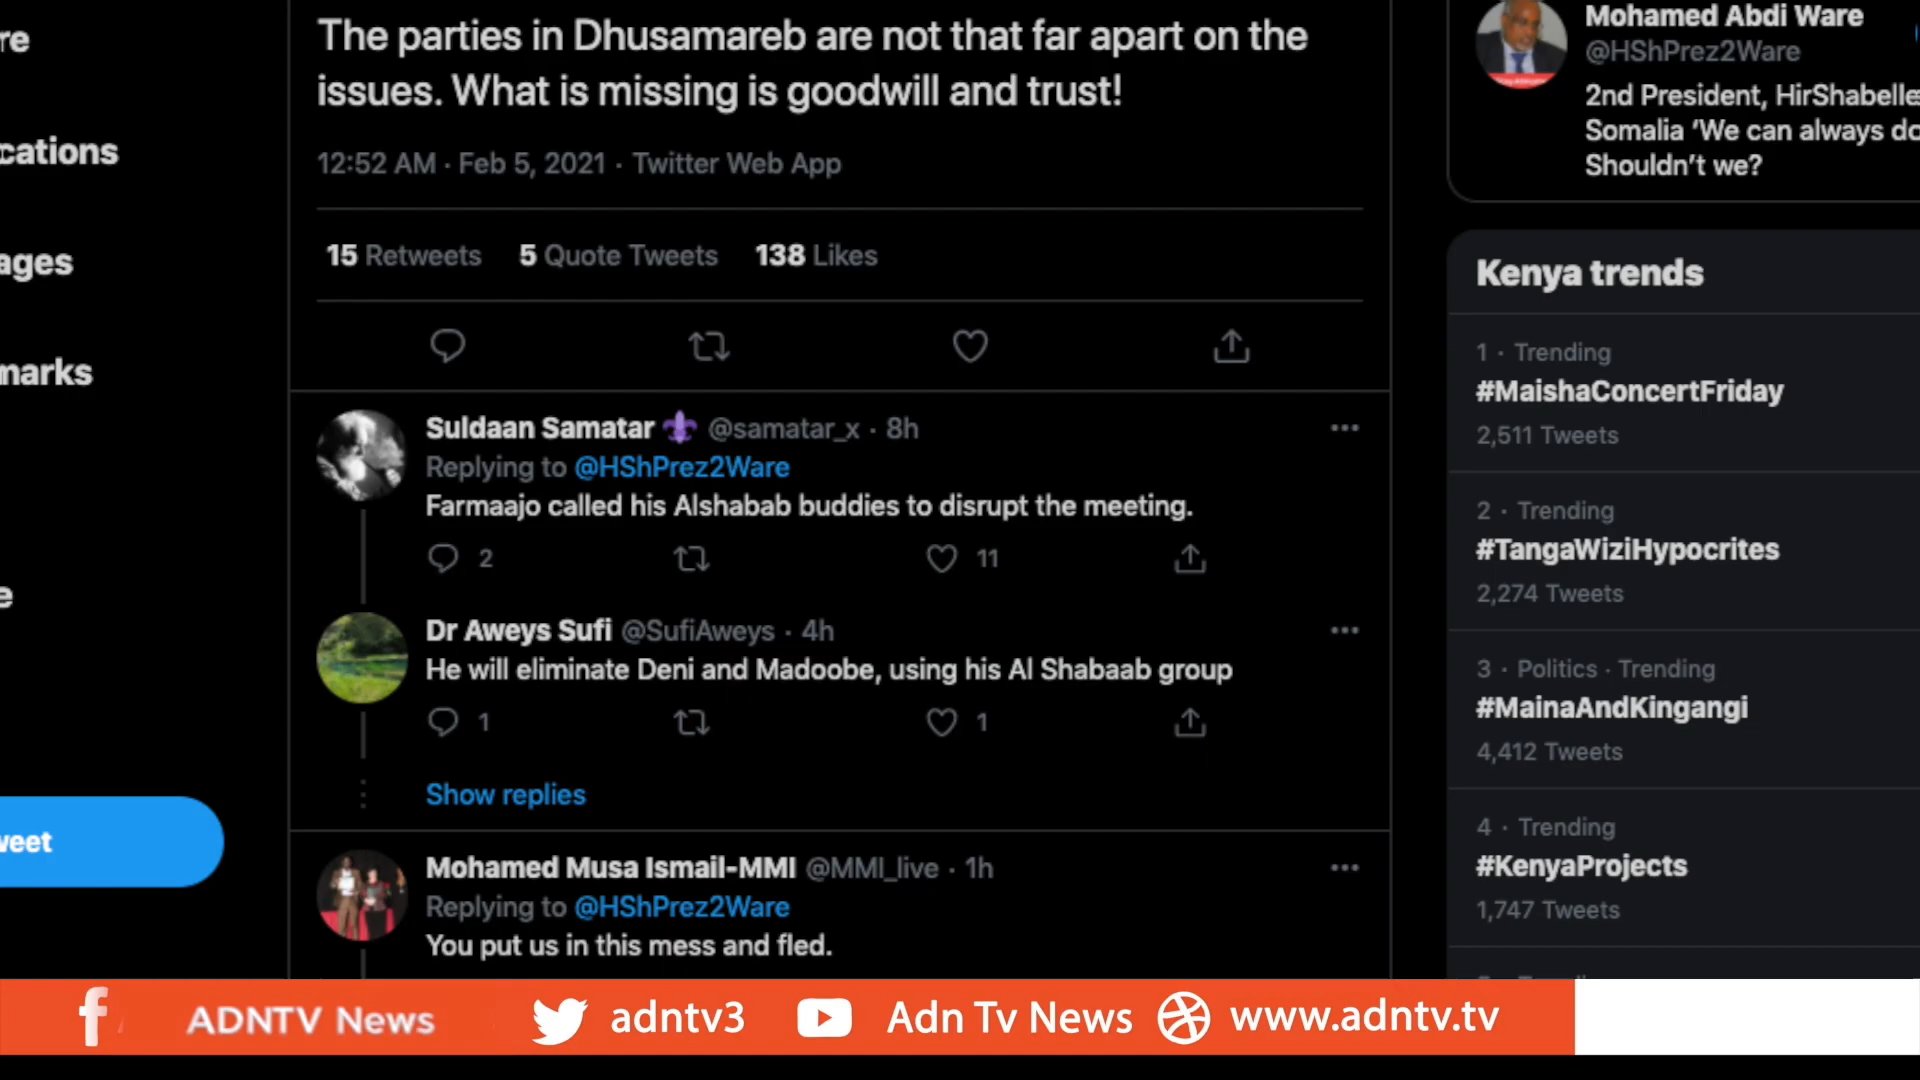 re
cations
ages
marks
e
weet
The parties in Dhusamareb are not that far apart on the
issues. What is missing is goodwill and trust!
12:52 AM · Feb 5, 2021 · Twitter Web App
15 Retweets 5 Quote Tweets 138 Likes
Suldaan Samatar @samatar_x · 8h
Replying to @HShPrez2Ware
Farmaajo called his Alshabab buddies to disrupt the meeting.
2 11
Dr Aweys Sufi @SufiAweys · 4h
He will eliminate Deni and Madoobe, using his Al Shabaab group
1 1
Show replies
Mohamed Musa Ismail-MMI @MMI_live · 1h
Replying to @HShPrez2Ware
You put us in this mess and fled.
Mohamed Abdi Ware
@HShPrez2Ware
2nd President, HirShabelle
Somalia 'We can always do
Shouldn't we?
Kenya trends
1 · Trending
#MaishaConcertFriday
2,511 Tweets
2 · Trending
#TangaWiziHypocrites
2,274 Tweets
3 · Politics · Trending
#MainaAndKingangi
4,412 Tweets
4 · Trending
#KenyaProjects
1,747 Tweets
ADNTV News adntv3 Adn Tv News www.adntv.tv